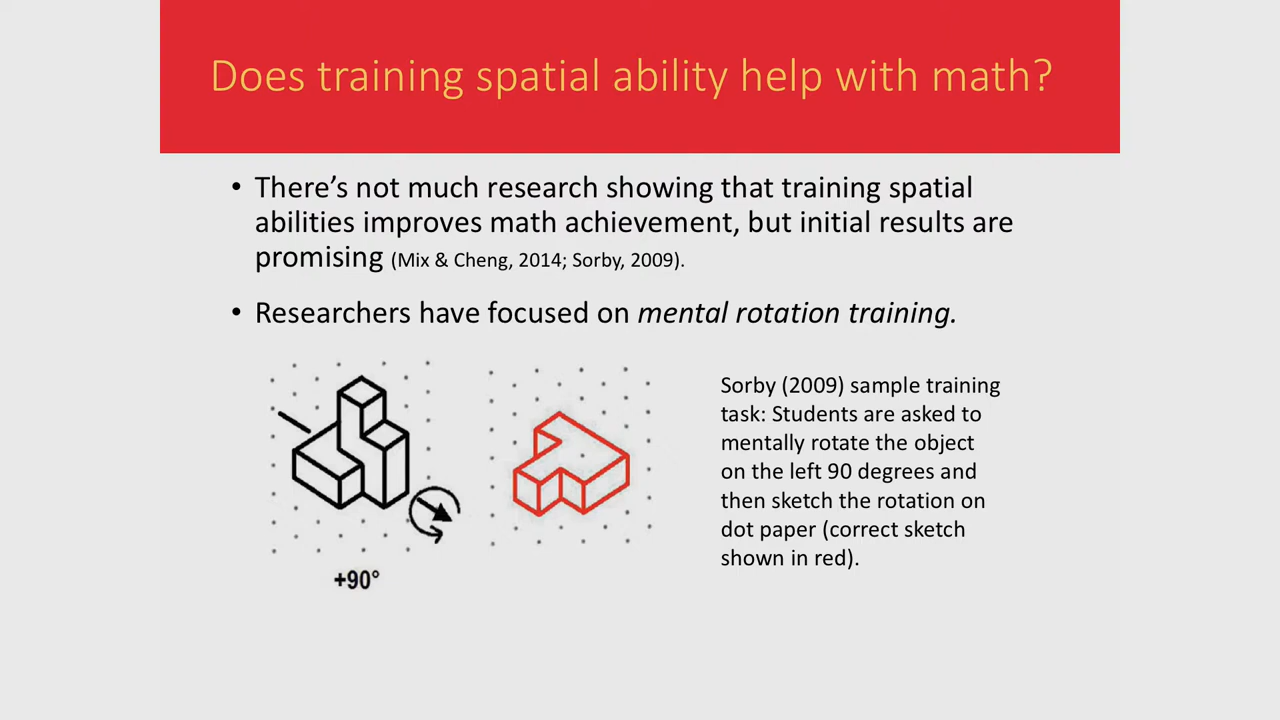 Does training spatial ability help with math?
• There’s not much research showing that training spatial
abilities improves math achievement, but initial results are
promising (Mix & Cheng, 2014; Sorby, 2009).
• Researchers have focused on mental rotation training.
Sorby (2009) sample training
task: Students are asked to
mentally rotate the object
on the left 90 degrees and
then sketch the rotation on
dot paper (correct sketch
shown in red).
+90°